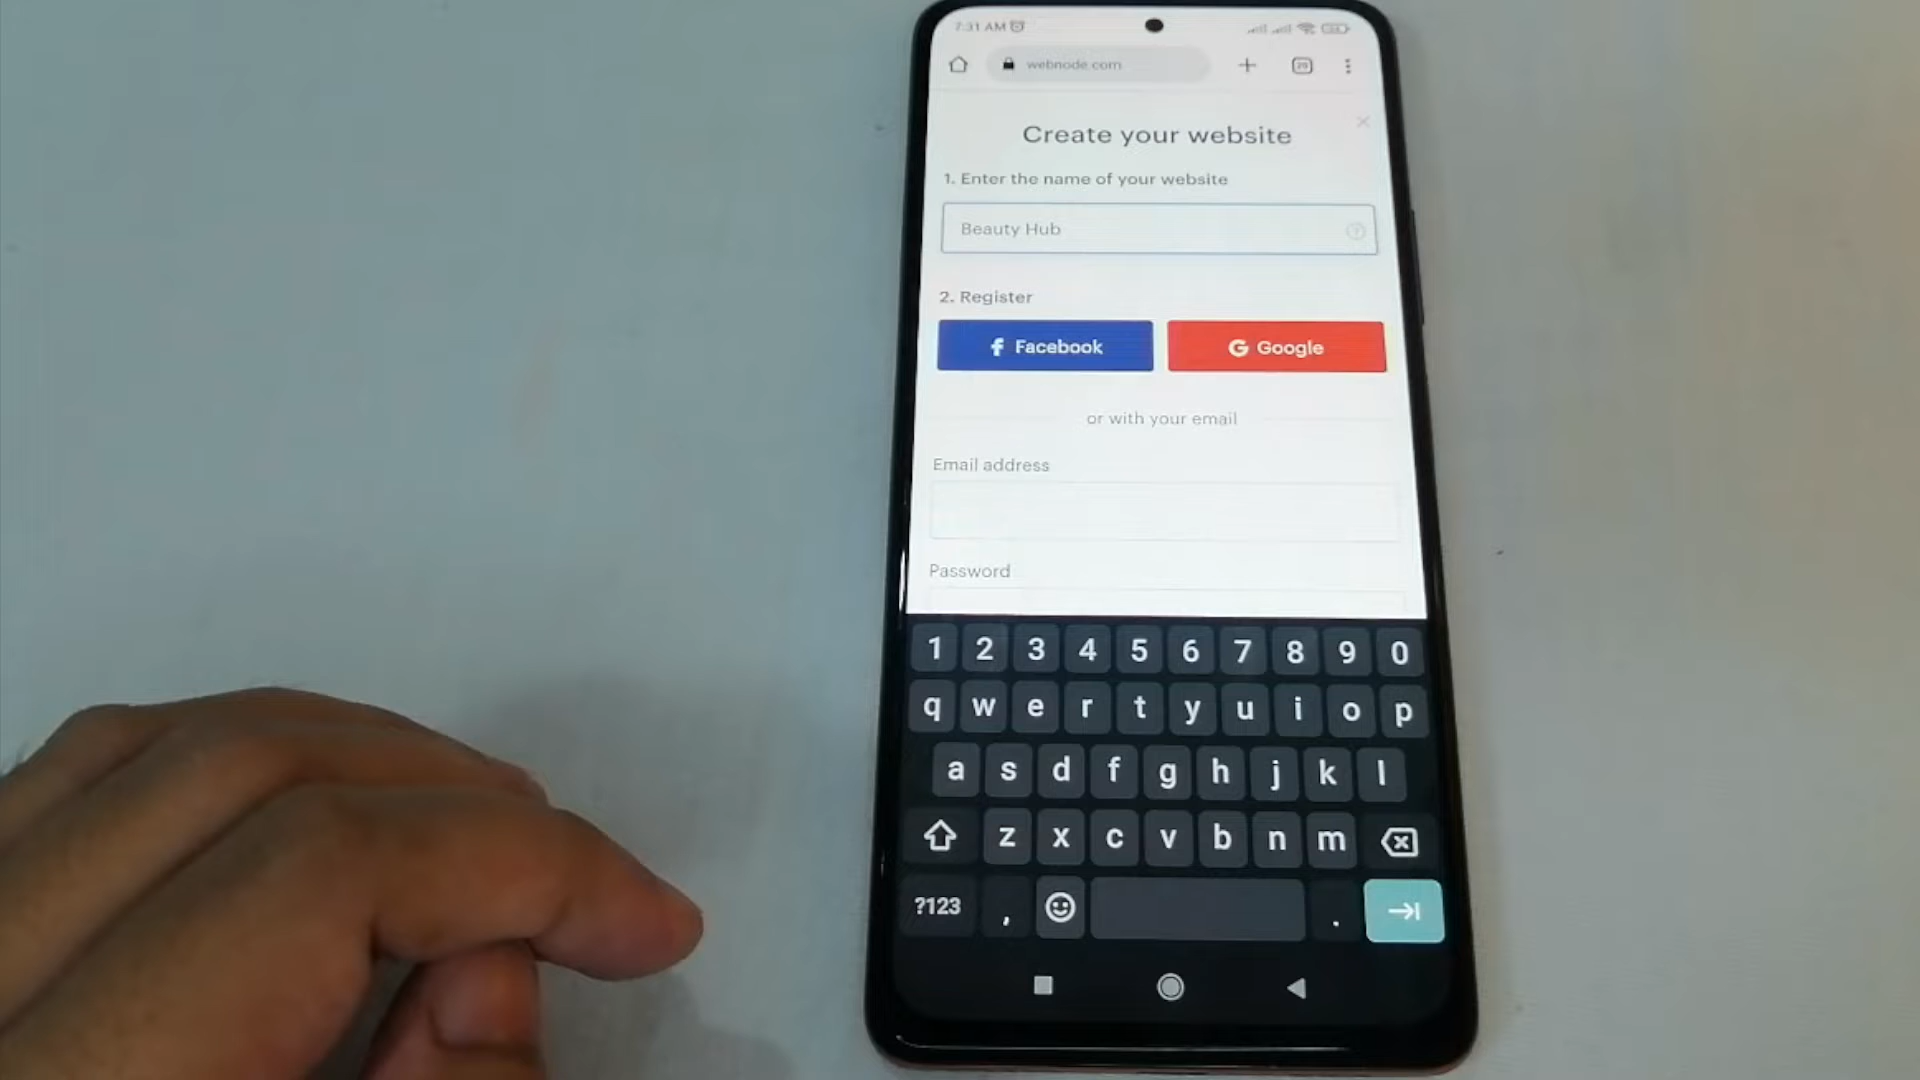 7:31 AM
webnode.com
20
Create your website
1. Enter the name of your website
Beauty Hub
2. Register
Facebook
Google
or with your email
Email address
Password
1 2 3 4 5 6 7 8 9 0
q w e r t y u i o p
a s d f g h j k l
z x c v b n m
?123 , .